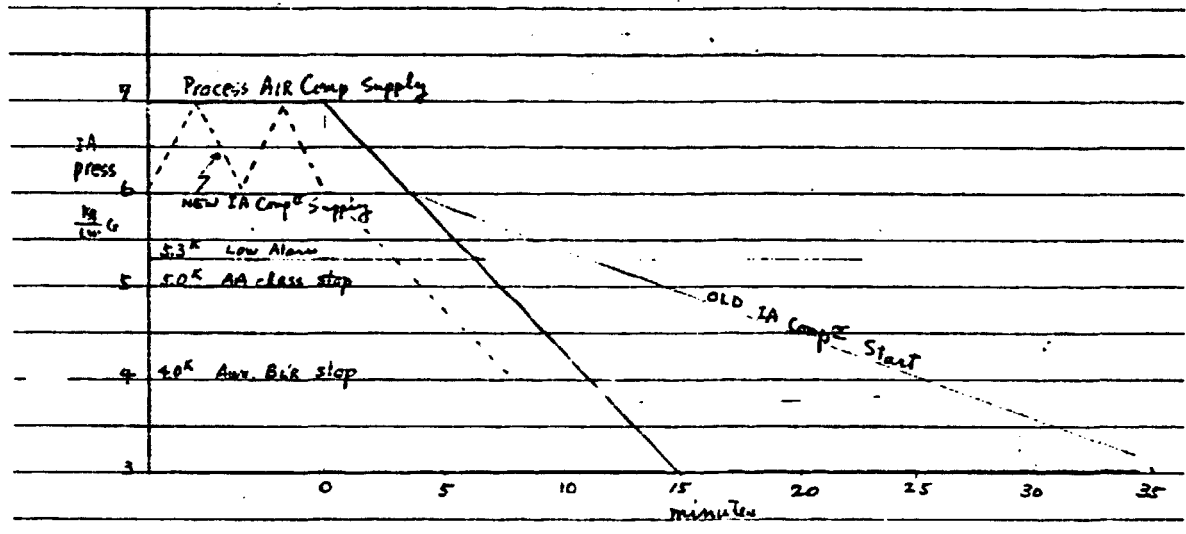 7
Process AIR Comp Supply
IA
press
6
NEW IA Compr Supply
Kg
G
5.3K Low Alarm
5 5.0K AA class stop
OLD IA Compr Start
4 4.0K Aux. BLR stop
3
0 5 10 15 20 25 30 35
minutes